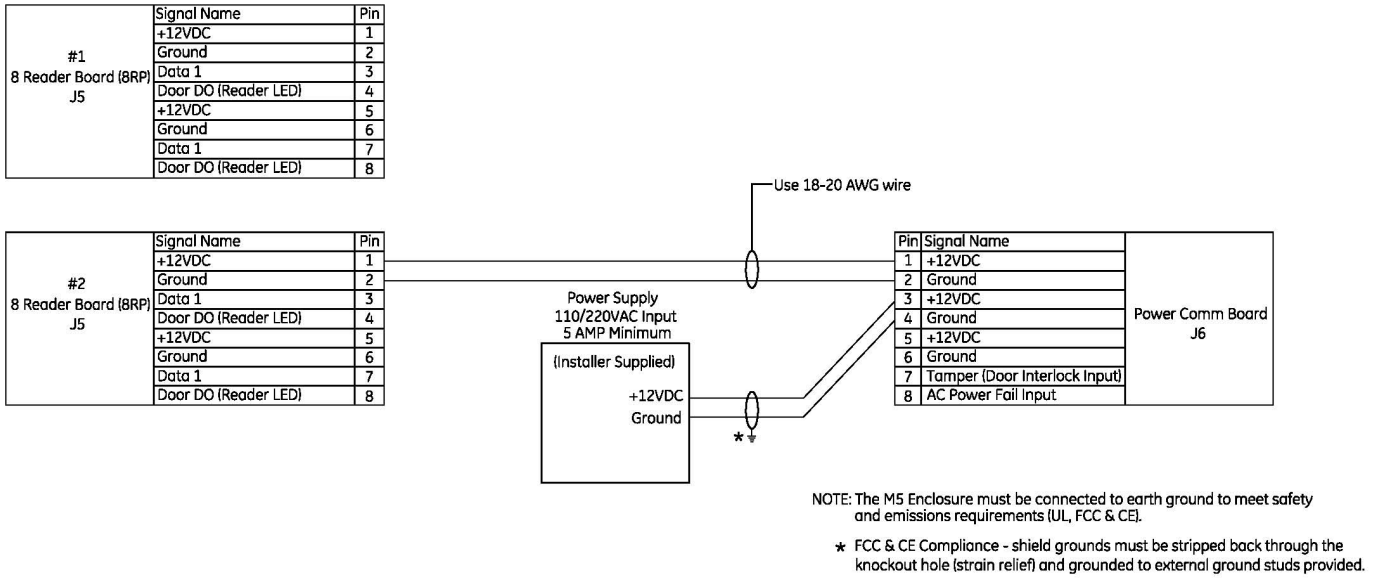 #1
8 Reader Board (8RP)
J5
Signal Name Pin
+12VDC 1
Ground 2
Data 1 3
Door DO (Reader LED) 4
+12VDC 5
Ground 6
Data 1 7
Door DO (Reader LED) 8
Use 18-20 AWG wire
#2
8 Reader Board (8RP)
J5
Signal Name Pin
+12VDC 1
Ground 2
Data 1 3
Door DO (Reader LED) 4
+12VDC 5
Ground 6
Data 1 7
Door DO (Reader LED) 8
Power Supply
110/220VAC Input
5 AMP Minimum
(Installer Supplied)
+12VDC
Ground
*
Pin Signal Name
1 +12VDC
2 Ground
3 +12VDC
4 Ground
5 +12VDC
6 Ground
7 Tamper (Door Interlock Input)
8 AC Power Fail Input
Power Comm Board
J6
NOTE: The M5 Enclosure must be connected to earth ground to meet safety
and emissions requirements (UL, FCC & CE).
* FCC & CE Compliance - shield grounds must be stripped back through the
knockout hole (strain relief) and grounded to external ground studs provided.